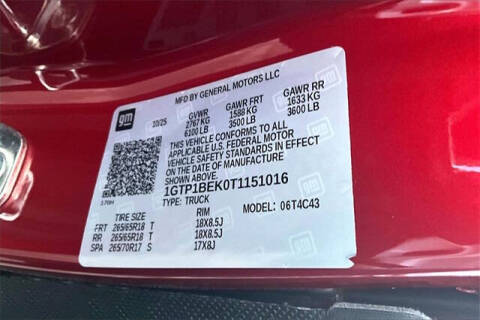 MFD BY GENERAL MOTORS LLC
gm
10/25 GVWR GAWR FRT GAWR RR
2767 KG 1588 KG 1633 KG
6100 LB 3500 LB 3600 LB
THIS VEHICLE CONFORMS TO ALL
APPLICABLE U.S. FEDERAL MOTOR
VEHICLE SAFETY STANDARDS IN EFFECT
ON THE DATE OF MANUFACTURE
1GTP1BEK0T1151016
TYPE: TRUCK MODEL: 06T4C43
TIRE SIZE RIM
FRT 265/65R18 T 18X8.5J
RR 265/65R18 T 18X8.5J
SPA 265/70R17 S 17X8J